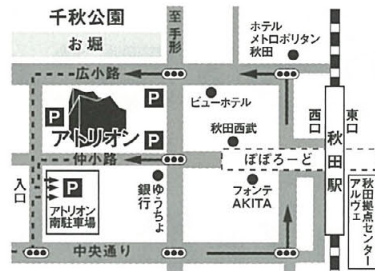 千秋公園
お堀
至手形
ホテル
メトロポリタン
秋田
広小路
P
P
P
アトリオン
ビューホテル
秋田西武
西口
東口
秋田駅
仲小路
ぽぽろーど
入口
P
アトリオン
南駐車場
ゆうちょ
銀行
フォンテ
AKITA
秋田拠点センター
アルヴェ
中央通り